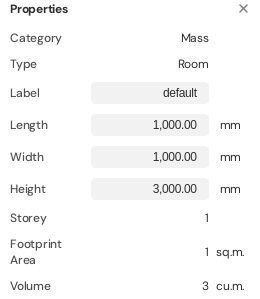 Properties ×
Category Mass
Type Room
Label default
Length 1,000.00 mm
Width 1,000.00 mm
Height 3,000.00 mm
Storey 1
Footprint
Area 1 sq.m.
Volume 3 cu.m.